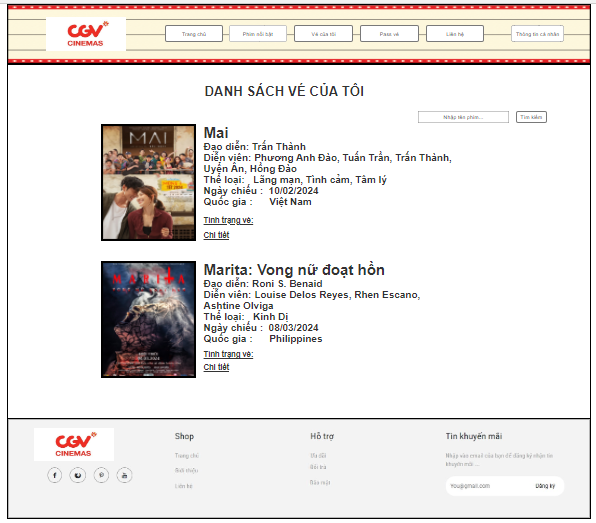 CGV
CINEMAS
Trang chủ
Phim nổi bật
Vé của tôi
Pass vé
Liên hệ
Thông tin cá nhân
DANH SÁCH VÉ CỦA TÔI
Nhập tên phim...
Tìm kiếm
MAI
Mai
Đạo diễn: Trấn Thành
Diễn viên: Phương Anh Đào, Tuấn Trần, Trấn Thành,
Uyển Ân, Hồng Đào
Thể loại: Lãng mạn, Tình cảm, Tâm lý
Ngày chiếu : 10/02/2024
Quốc gia : Việt Nam
Tình trạng vé:
Chi tiết
MARITA
Marita: Vong nữ đoạt hồn
Đạo diễn: Roni S. Benaid
Diễn viên: Louise Delos Reyes, Rhen Escano,
Ashtine Olviga
Thể loại: Kinh Dị
Ngày chiếu : 08/03/2024
Quốc gia : Philippines
Tình trạng vé:
Chi tiết
CGV
CINEMAS
Shop
Trang chủ
Giới thiệu
Liên hệ
Hỗ trợ
Ưu đãi
Đổi trả
Bảo mật
Tin khuyến mãi
Nhập vào email của bạn để đăng ký nhận tin
khuyến mãi ...
You@gmail.com
Đăng ký